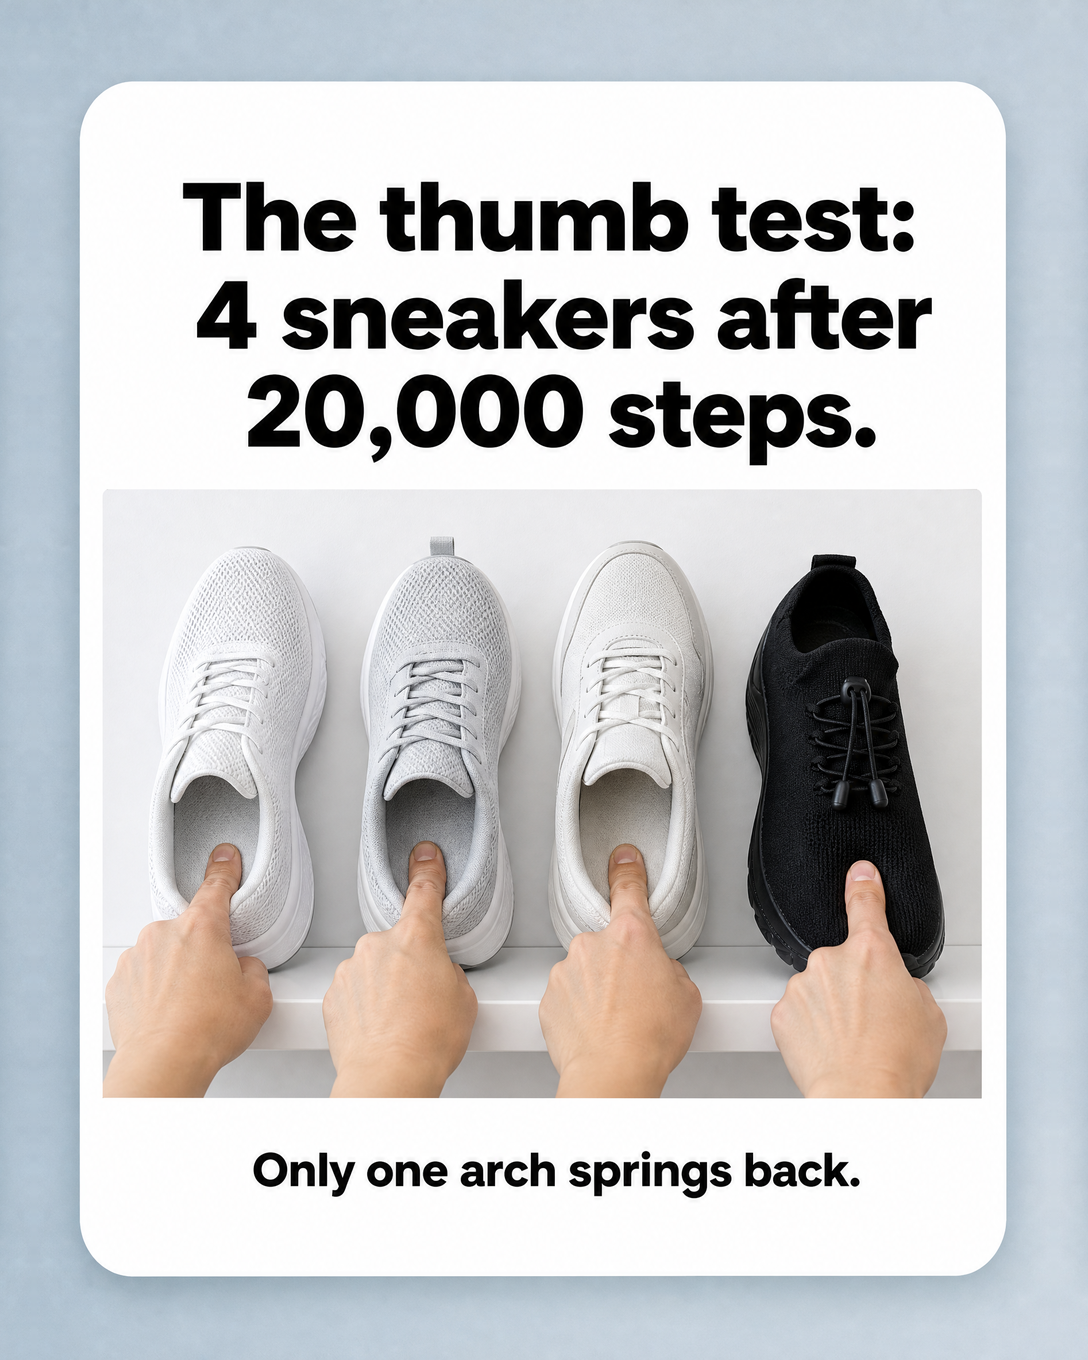 The thumb test:
4 sneakers after
20,000 steps.
Only one arch springs back.